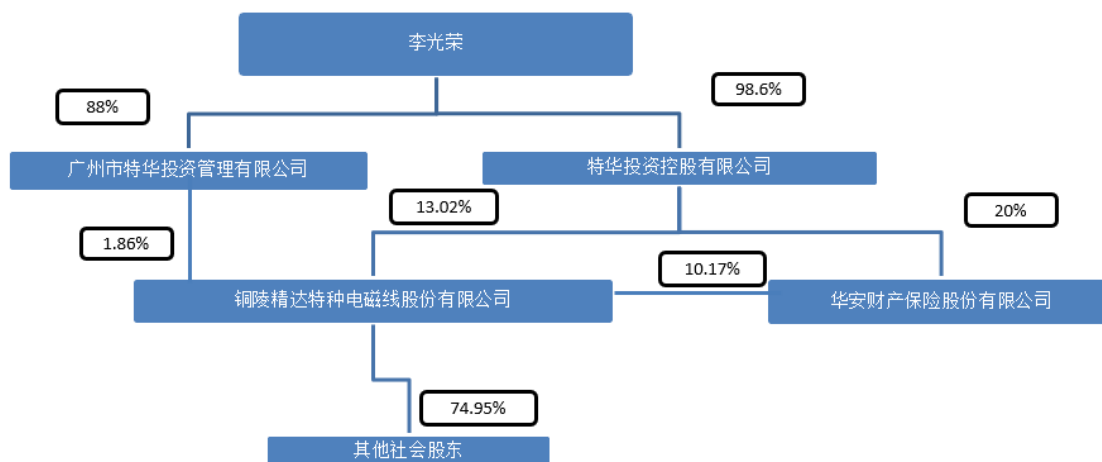 李光荣
88%
98.6%
广州市特华投资管理有限公司
特华投资控股有限公司
13.02%
20%
1.86%
10.17%
铜陵精达特种电磁线股份有限公司
华安财产保险股份有限公司
74.95%
其他社会股东